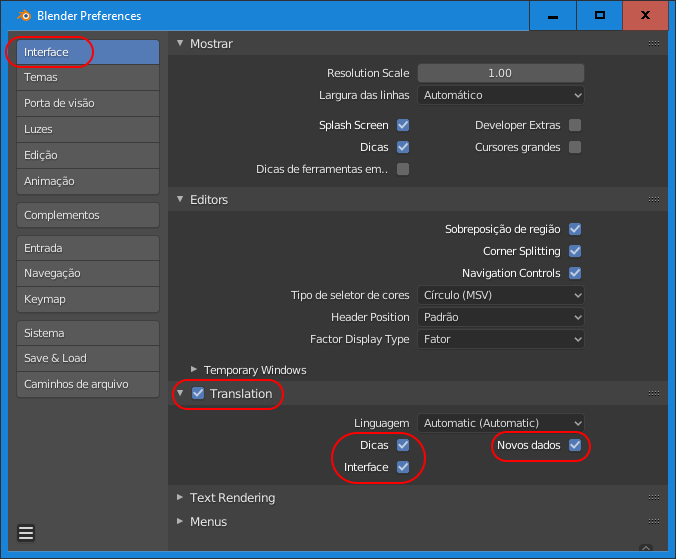 Blender Preferences
Interface
Temas
Porta de visão
Luzes
Edição
Animação
Complementos
Entrada
Navegação
Keymap
Sistema
Save & Load
Caminhos de arquivo
Mostrar
Resolution Scale 1.00
Largura das linhas Automático
Splash Screen Developer Extras
Dicas Cursores grandes
Dicas de ferramentas em..
Editors
Sobreposição de região
Corner Splitting
Navigation Controls
Tipo de seletor de cores Círculo (MSV)
Header Position Padrão
Factor Display Type Fator
Temporary Windows
Translation
Linguagem Automatic (Automatic)
Dicas Novos dados
Interface
Text Rendering
Menus